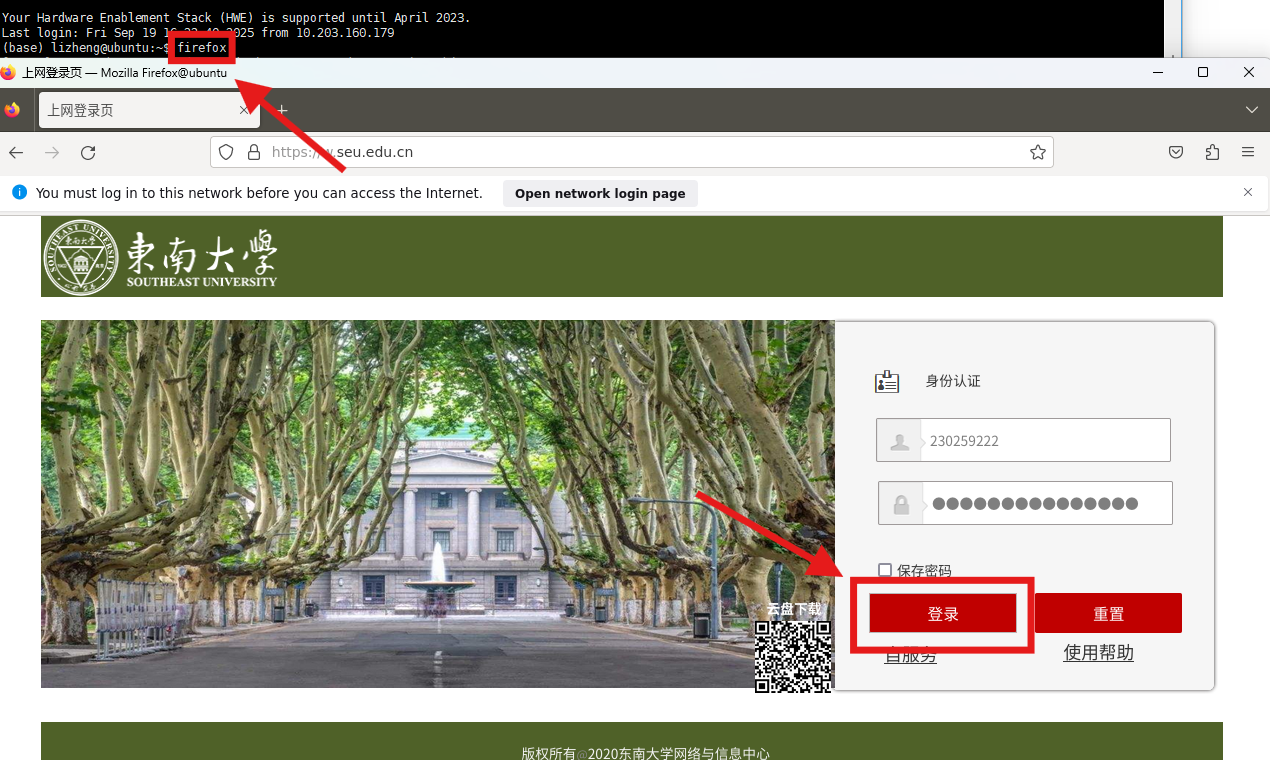 Your Hardware Enablement Stack (HWE) is supported until April 2023.
Last login: Fri Sep 19 2025 from 10.203.160.179
(base) lizheng@ubuntu:~$ firefox
上网登录页 — Mozilla Firefox@ubuntu
上网登录页
https://w.seu.edu.cn
You must log in to this network before you can access the Internet.
Open network login page
東南大學
SOUTHEAST UNIVERSITY
身份认证
230259222
保存密码
登录
重置
自服务
使用帮助
云盘下载
版权所有@2020东南大学网络与信息中心